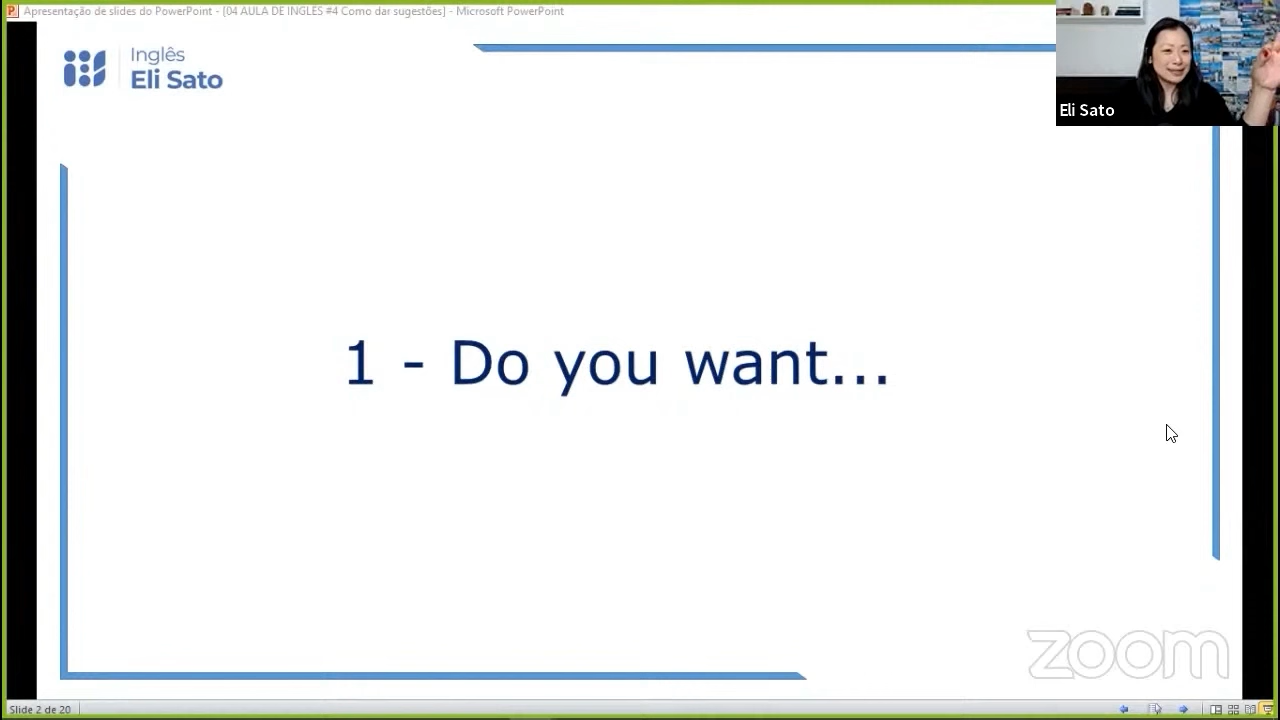 Apresentação de slides do PowerPoint - [04 AULA DE INGLES #4 Como dar sugestões] - Microsoft PowerPoint
Inglês
Eli Sato
Eli Sato
1 - Do you want...
zoom
Slide 2 de 20